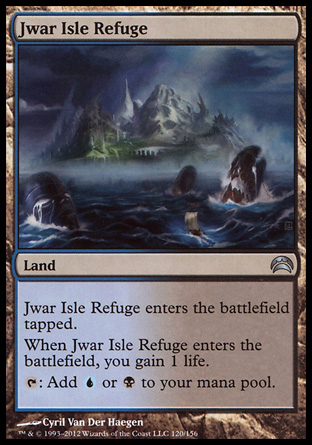 Jwar Isle Refuge
Land
Jwar Isle Refuge enters the battlefield
tapped.
When Jwar Isle Refuge enters the
battlefield, you gain 1 life.
: Add or to your mana pool.
Cyril Van Der Haegen
™ & © 1993–2012 Wizards of the Coast LLC 120/156